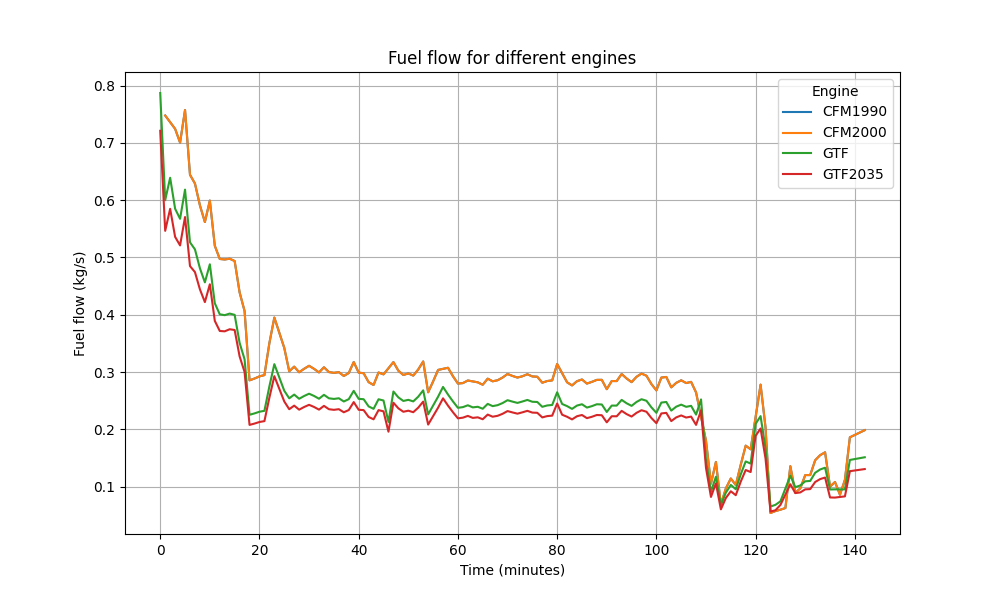 Fuel flow for different engines
Engine
CFM1990
CFM2000
GTF
GTF2035
Fuel flow (kg/s)
0.8
0.7
0.6
0.5
0.4
0.3
0.2
0.1
0 20 40 60 80 100 120 140
Time (minutes)